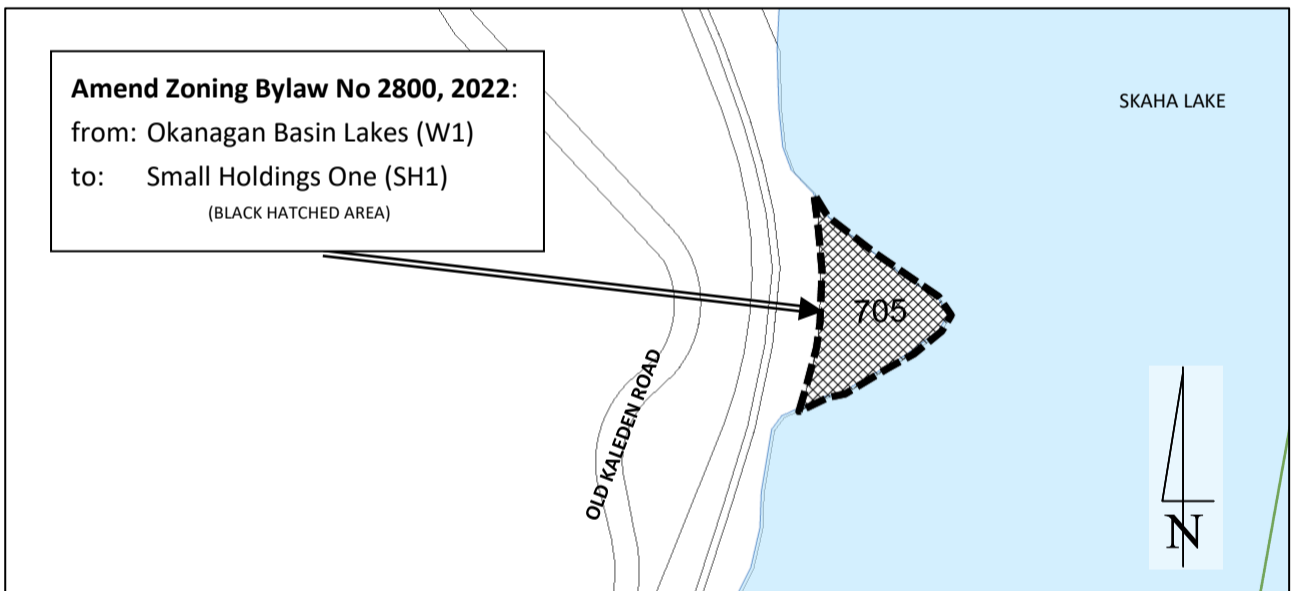 Amend Zoning Bylaw No 2800, 2022:
from: Okanagan Basin Lakes (W1)
to: Small Holdings One (SH1)
(BLACK HATCHED AREA)
SKAHA LAKE
705
OLD KALEDEN ROAD
N